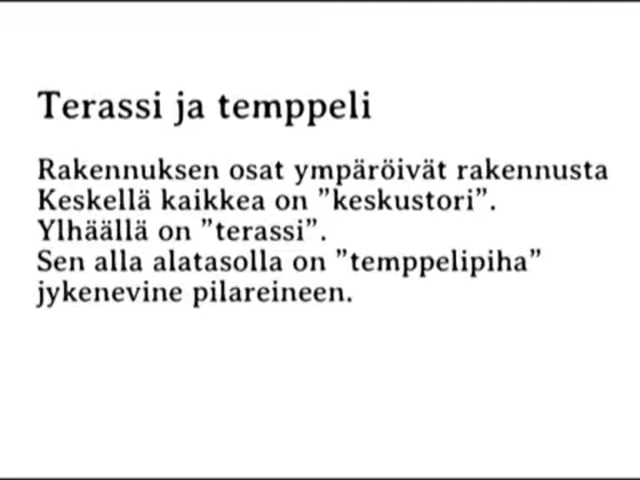 Terassi ja temppeli
Rakennuksen osat ympäröivät rakennusta
Keskellä kaikkea on ”keskustori”.
Ylhäällä on ”terassi”.
Sen alla alatasolla on ”temppelipiha”
jykenevine pilareineen.